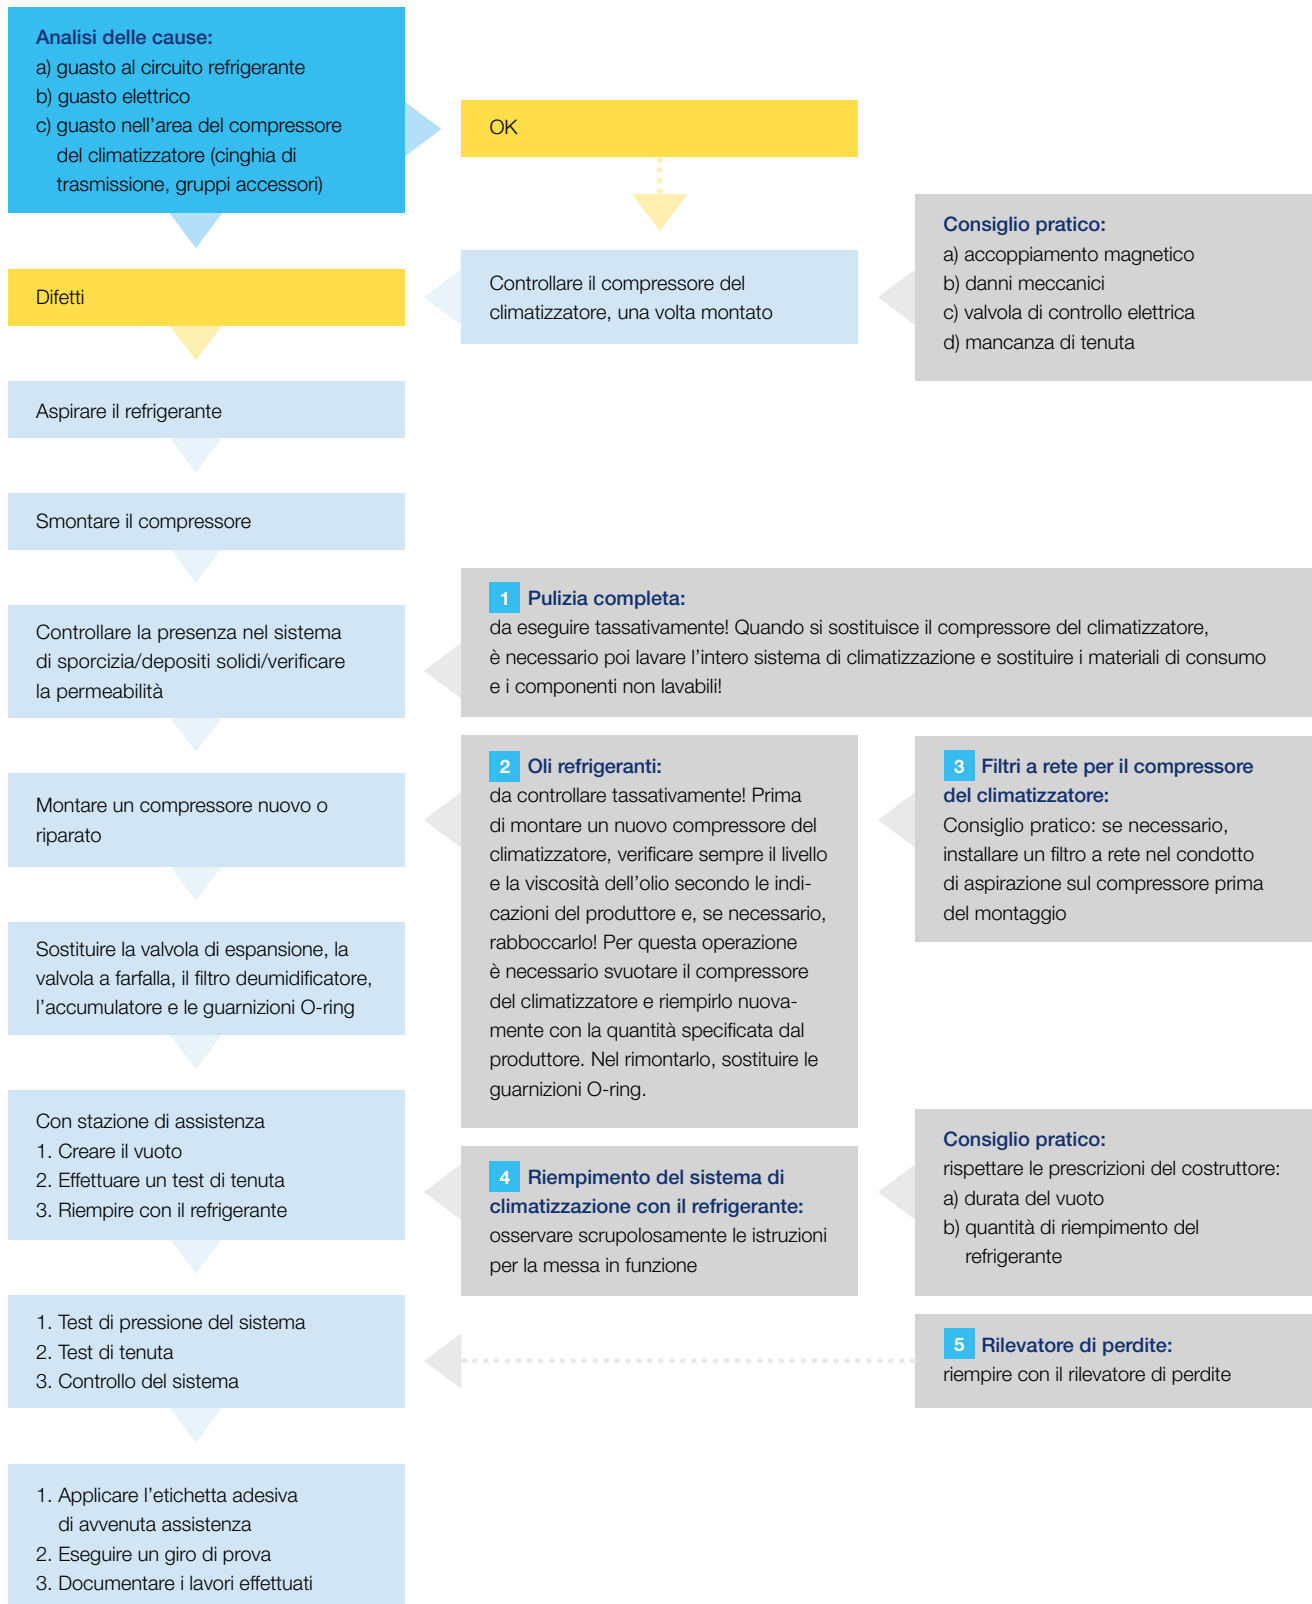 Analisi delle cause:
a) guasto al circuito refrigerante
b) guasto elettrico
c) guasto nell'area del compressore
del climatizzatore (cinghia di
trasmissione, gruppi accessori)
OK
Consiglio pratico:
a) accoppiamento magnetico
b) danni meccanici
c) valvola di controllo elettrica
d) mancanza di tenuta
Controllare il compressore del
climatizzatore, una volta montato
Difetti
Aspirare il refrigerante
Smontare il compressore
Controllare la presenza nel sistema
di sporcizia/depositi solidi/verificare
la permeabilità
1 Pulizia completa:
da eseguire tassativamente! Quando si sostituisce il compressore del climatizzatore,
è necessario poi lavare l'intero sistema di climatizzazione e sostituire i materiali di consumo
e i componenti non lavabili!
Montare un compressore nuovo o
riparato
2 Oli refrigeranti:
da controllare tassativamente! Prima
di montare un nuovo compressore del
climatizzatore, verificare sempre il livello
e la viscosità dell'olio secondo le indi-
cazioni del produttore e, se necessario,
rabboccarlo! Per questa operazione
è necessario svuotare il compressore
del climatizzatore e riempirlo nuova-
mente con la quantità specificata dal
produttore. Nel rimontarlo, sostituire le
guarnizioni O-ring.
3 Filtri a rete per il compressore
del climatizzatore:
Consiglio pratico: se necessario,
installare un filtro a rete nel condotto
di aspirazione sul compressore prima
del montaggio
Sostituire la valvola di espansione, la
valvola a farfalla, il filtro deumidificatore,
l'accumulatore e le guarnizioni O-ring
Con stazione di assistenza
1. Creare il vuoto
2. Effettuare un test di tenuta
3. Riempire con il refrigerante
4 Riempimento del sistema di
climatizzazione con il refrigerante:
osservare scrupolosamente le istruzioni
per la messa in funzione
Consiglio pratico:
rispettare le prescrizioni del costruttore:
a) durata del vuoto
b) quantità di riempimento del
refrigerante
1. Test di pressione del sistema
2. Test di tenuta
3. Controllo del sistema
5 Rilevatore di perdite:
riempire con il rilevatore di perdite
1. Applicare l'etichetta adesiva
di avvenuta assistenza
2. Eseguire un giro di prova
3. Documentare i lavori effettuati